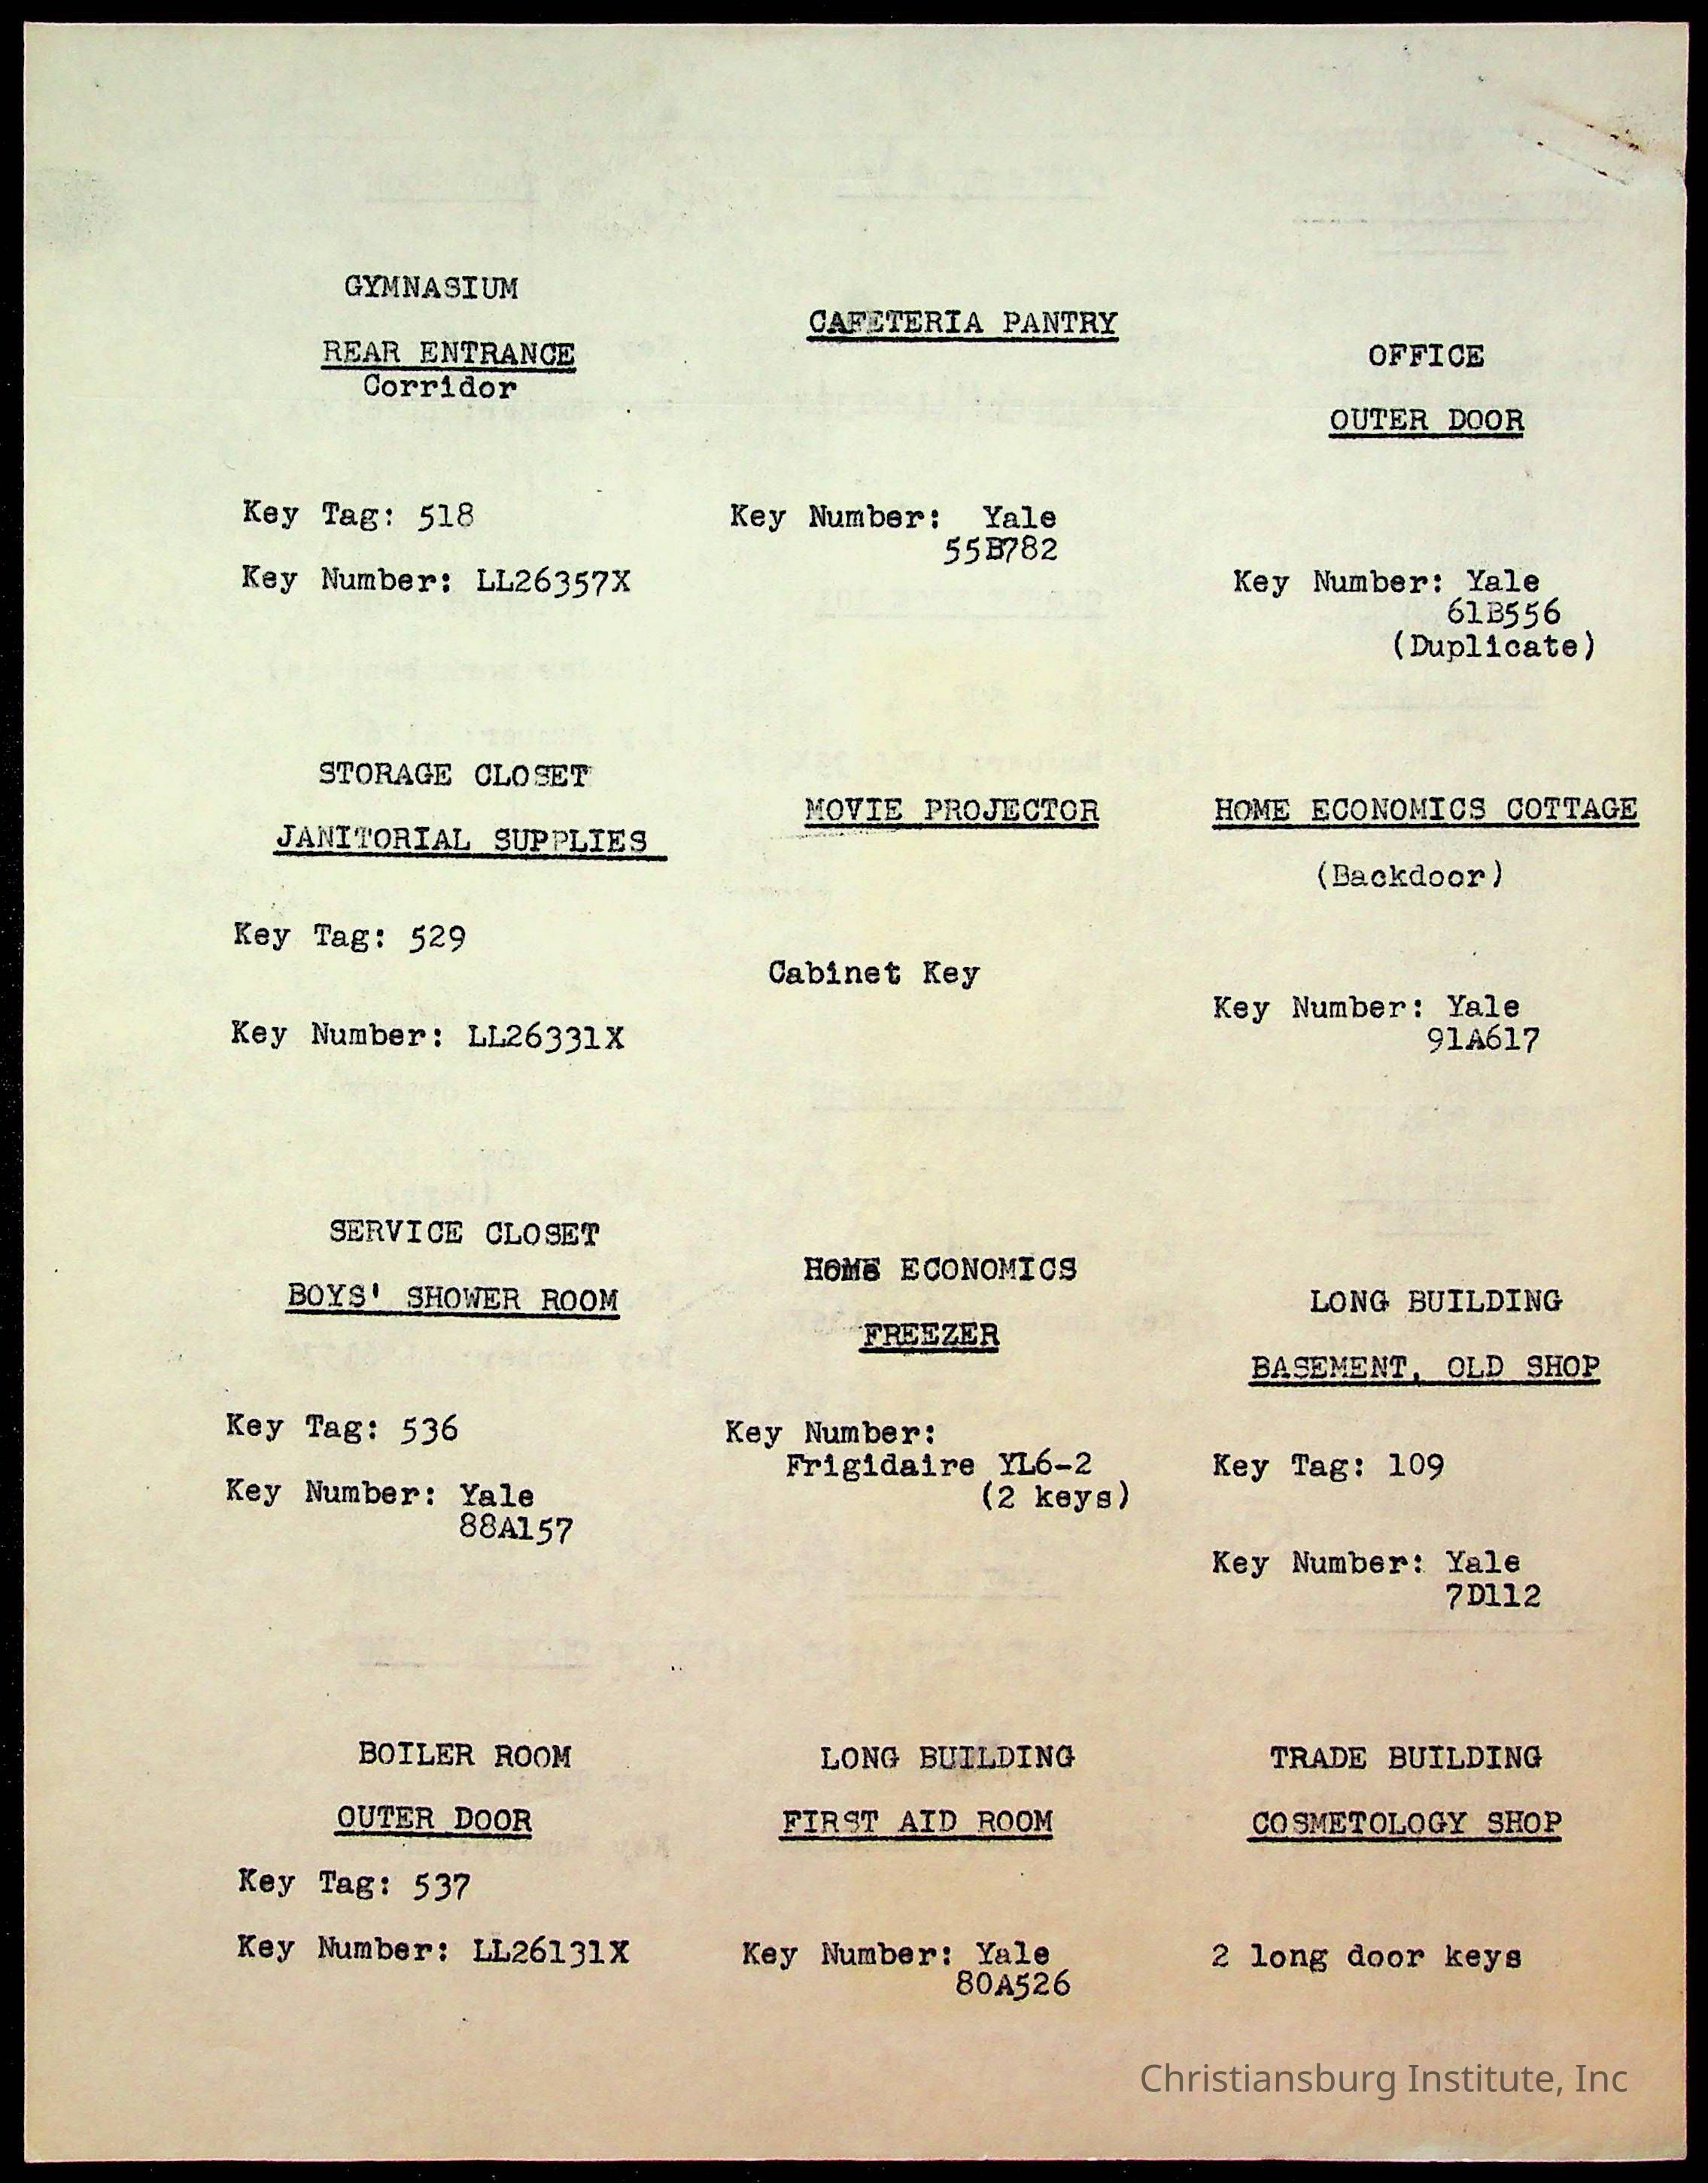 GYMNASIUM
REAR ENTRANCE
Corridor
Key Tag: 518
Key Number: LL26357X
CAFETERIA PANTRY
Key Number: Yale
55B782
OFFICE
OUTER DOOR
Key Number: Yale
61B556
(Duplicate)
STORAGE CLOSET
JANITORIAL SUPPLIES
Key Tag: 529
Key Number: LL26331X
MOVIE PROJECTOR
Cabinet Key
HOME ECONOMICS COTTAGE
(Backdoor)
Key Number: Yale
91A617
SERVICE CLOSET
BOYS' SHOWER ROOM
Key Tag: 536
Key Number: Yale
88A157
HOME ECONOMICS
FREEZER
Key Number:
Frigidaire YL6-2
(2 keys)
LONG BUILDING
BASEMENT, OLD SHOP
Key Tag: 109
Key Number: Yale
7D112
BOILER ROOM
OUTER DOOR
Key Tag: 537
Key Number: LL26131X
LONG BUILDING
FIRST AID ROOM
Key Number: Yale
80A526
TRADE BUILDING
COSMETOLOGY SHOP
2 long door keys
Christiansburg Institute, Inc